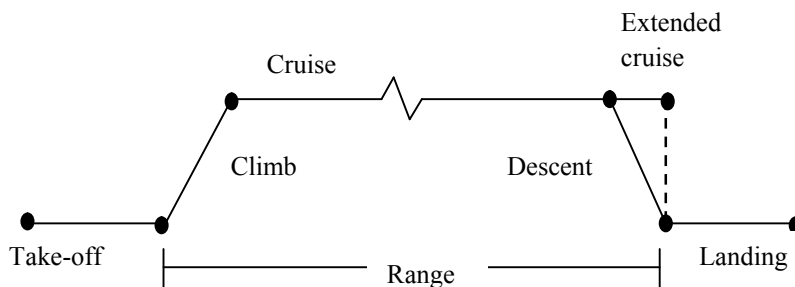 Extended
cruise
Cruise
Climb
Descent
Take-off
Landing
Range